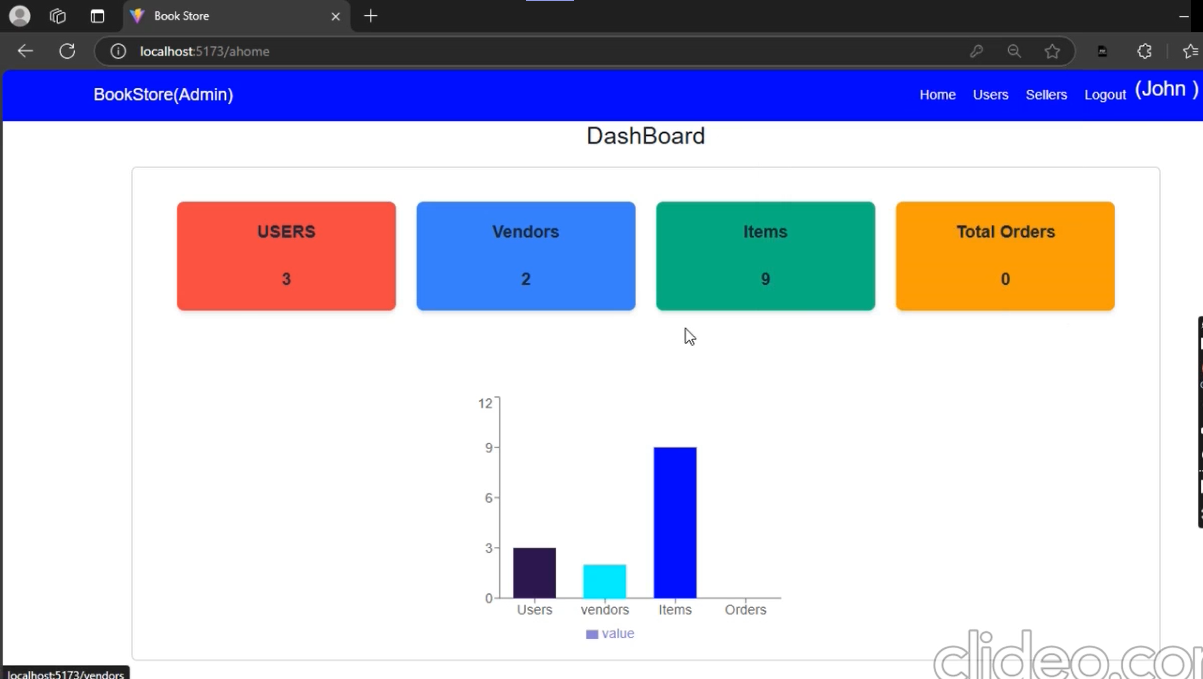 Book Store
localhost:5173/ahome
BookStore(Admin)
Home Users Sellers Logout (John )
DashBoard
USERS Vendors Items Total Orders
3 2 9 0
12
9
6
3
0
Users vendors Items Orders
value
localhost:5173/vendors
clideo.co